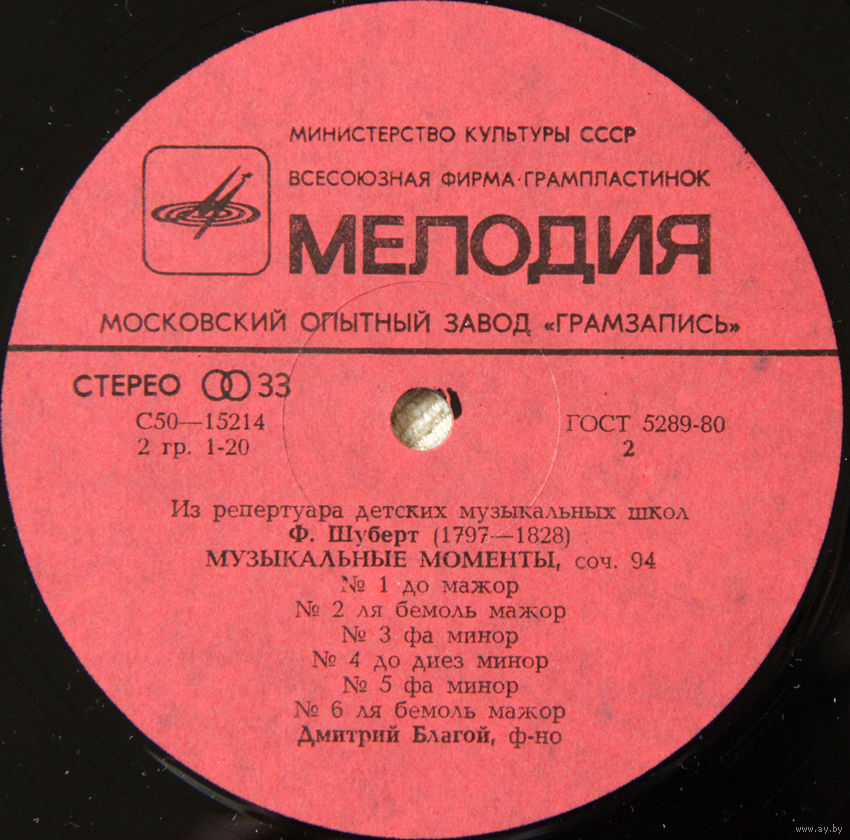 МИНИСТЕРСТВО КУЛЬТУРЫ СССР
ВСЕСОЮЗНАЯ ФИРМА·ГРАМПЛАСТИНОК
МЕЛОДИЯ
МОСКОВСКИЙ ОПЫТНЫЙ ЗАВОД «ГРАМЗАПИСЬ»
СТЕРЕО 33
С50—15214
2 гр. 1-20
ГОСТ 5289-80
2
Из репертуара детских музыкальных школ
Ф. Шуберт (1797—1828)
МУЗЫКАЛЬНЫЕ МОМЕНТЫ, соч. 94
№ 1 до мажор
№ 2 ля бемоль мажор
№ 3 фа минор
№ 4 до диез минор
№ 5 фа минор
№ 6 ля бемоль мажор
Дмитрий Благой, ф-но
www.ay.by